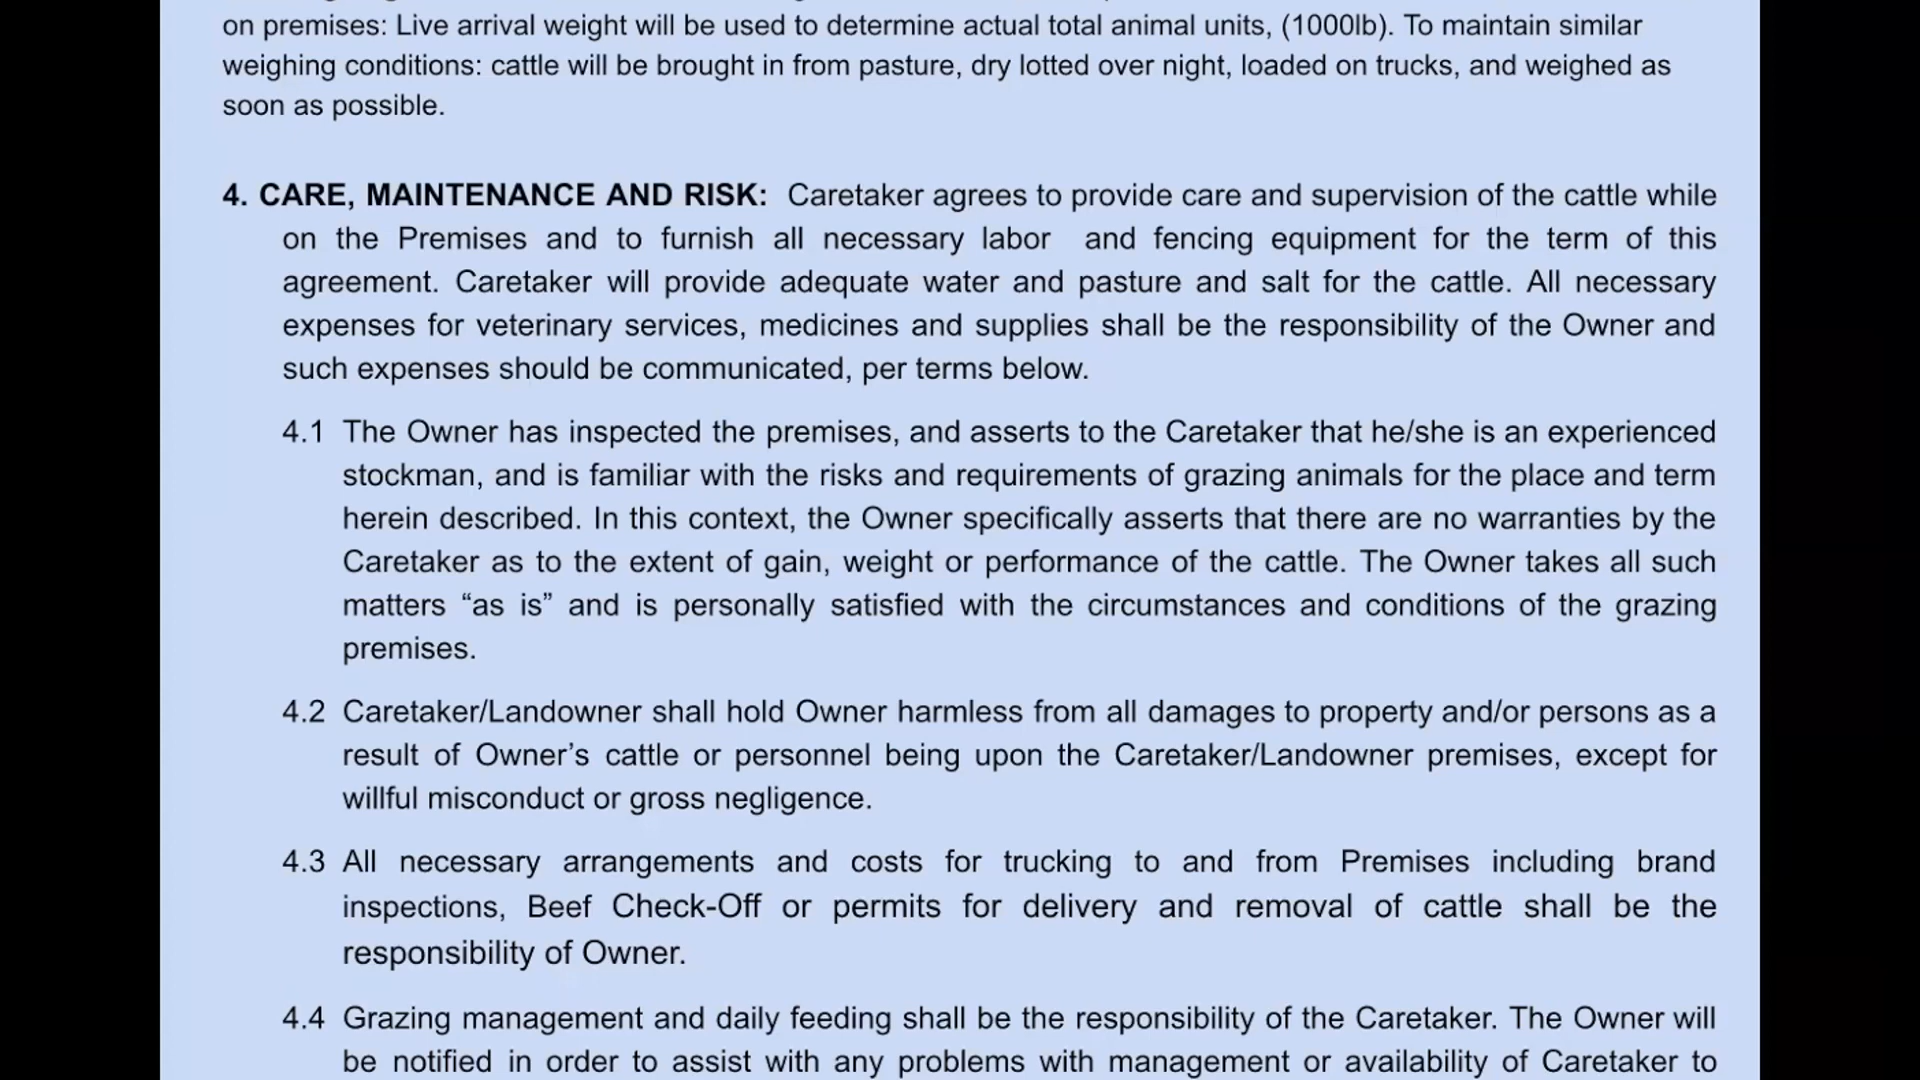 on premises: Live arrival weight will be used to determine actual total animal units, (1000lb). To maintain similar
weighing conditions: cattle will be brought in from pasture, dry lotted over night, loaded on trucks, and weighed as
soon as possible.
4. CARE, MAINTENANCE AND RISK: Caretaker agrees to provide care and supervision of the cattle while
on the Premises and to furnish all necessary labor and fencing equipment for the term of this
agreement. Caretaker will provide adequate water and pasture and salt for the cattle. All necessary
expenses for veterinary services, medicines and supplies shall be the responsibility of the Owner and
such expenses should be communicated, per terms below.
4.1 The Owner has inspected the premises, and asserts to the Caretaker that he/she is an experienced
stockman, and is familiar with the risks and requirements of grazing animals for the place and term
herein described. In this context, the Owner specifically asserts that there are no warranties by the
Caretaker as to the extent of gain, weight or performance of the cattle. The Owner takes all such
matters “as is” and is personally satisfied with the circumstances and conditions of the grazing
premises.
4.2 Caretaker/Landowner shall hold Owner harmless from all damages to property and/or persons as a
result of Owner’s cattle or personnel being upon the Caretaker/Landowner premises, except for
willful misconduct or gross negligence.
4.3 All necessary arrangements and costs for trucking to and from Premises including brand
inspections, Beef Check-Off or permits for delivery and removal of cattle shall be the
responsibility of Owner.
4.4 Grazing management and daily feeding shall be the responsibility of the Caretaker. The Owner will
be notified in order to assist with any problems with management or availability of Caretaker to